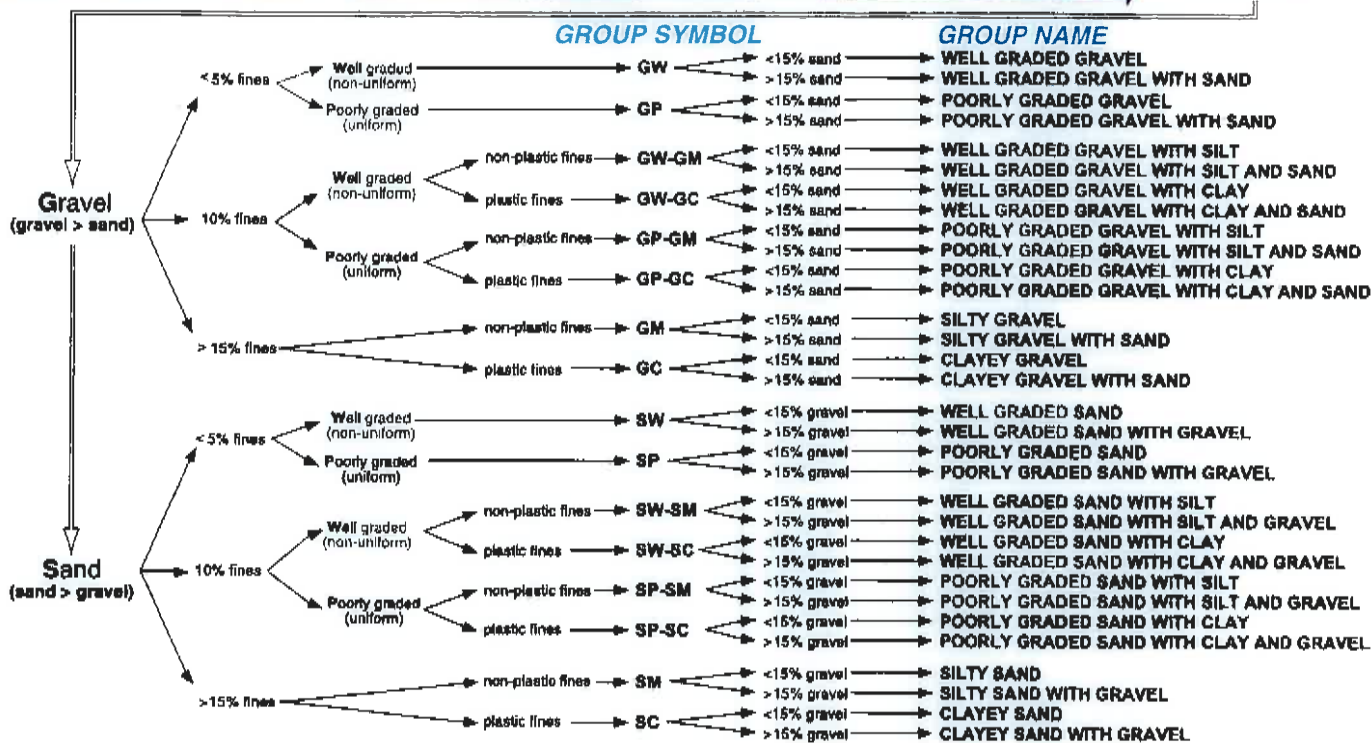 GROUP SYMBOL GROUP NAME
<5% fines Well graded (non-uniform) GW <15% sand WELL GRADED GRAVEL
>15% sand WELL GRADED GRAVEL WITH SAND
Poorly graded (uniform) GP <15% sand POORLY GRADED GRAVEL
>15% sand POORLY GRADED GRAVEL WITH SAND
Gravel
(gravel > sand)
10% fines Well graded (non-uniform) non-plastic fines GW-GM <15% sand WELL GRADED GRAVEL WITH SILT
>15% sand WELL GRADED GRAVEL WITH SILT AND SAND
plastic fines GW-GC <15% sand WELL GRADED GRAVEL WITH CLAY
>15% sand WELL GRADED GRAVEL WITH CLAY AND SAND
Poorly graded (uniform) non-plastic fines GP-GM <15% sand POORLY GRADED GRAVEL WITH SILT
>15% sand POORLY GRADED GRAVEL WITH SILT AND SAND
plastic fines GP-GC <15% sand POORLY GRADED GRAVEL WITH CLAY
>15% sand POORLY GRADED GRAVEL WITH CLAY AND SAND
>15% fines non-plastic fines GM <15% sand SILTY GRAVEL
>15% sand SILTY GRAVEL WITH SAND
plastic fines GC <15% sand CLAYEY GRAVEL
>15% sand CLAYEY GRAVEL WITH SAND
<5% fines Well graded (non-uniform) SW <15% gravel WELL GRADED SAND
>15% gravel WELL GRADED SAND WITH GRAVEL
Poorly graded (uniform) SP <15% gravel POORLY GRADED SAND
>15% gravel POORLY GRADED SAND WITH GRAVEL
Sand
(sand > gravel)
10% fines Well graded (non-uniform) non-plastic fines SW-SM <15% gravel WELL GRADED SAND WITH SILT
>15% gravel WELL GRADED SAND WITH SILT AND GRAVEL
plastic fines SW-SC <15% gravel WELL GRADED SAND WITH CLAY
>15% gravel WELL GRADED SAND WITH CLAY AND GRAVEL
Poorly graded (uniform) non-plastic fines SP-SM <15% gravel POORLY GRADED SAND WITH SILT
>15% gravel POORLY GRADED SAND WITH SILT AND GRAVEL
plastic fines SP-SC <15% gravel POORLY GRADED SAND WITH CLAY
>15% gravel POORLY GRADED SAND WITH CLAY AND GRAVEL
>15% fines non-plastic fines SM <15% gravel SILTY SAND
>15% gravel SILTY SAND WITH GRAVEL
plastic fines SC <15% gravel CLAYEY SAND
>15% gravel CLAYEY SAND WITH GRAVEL